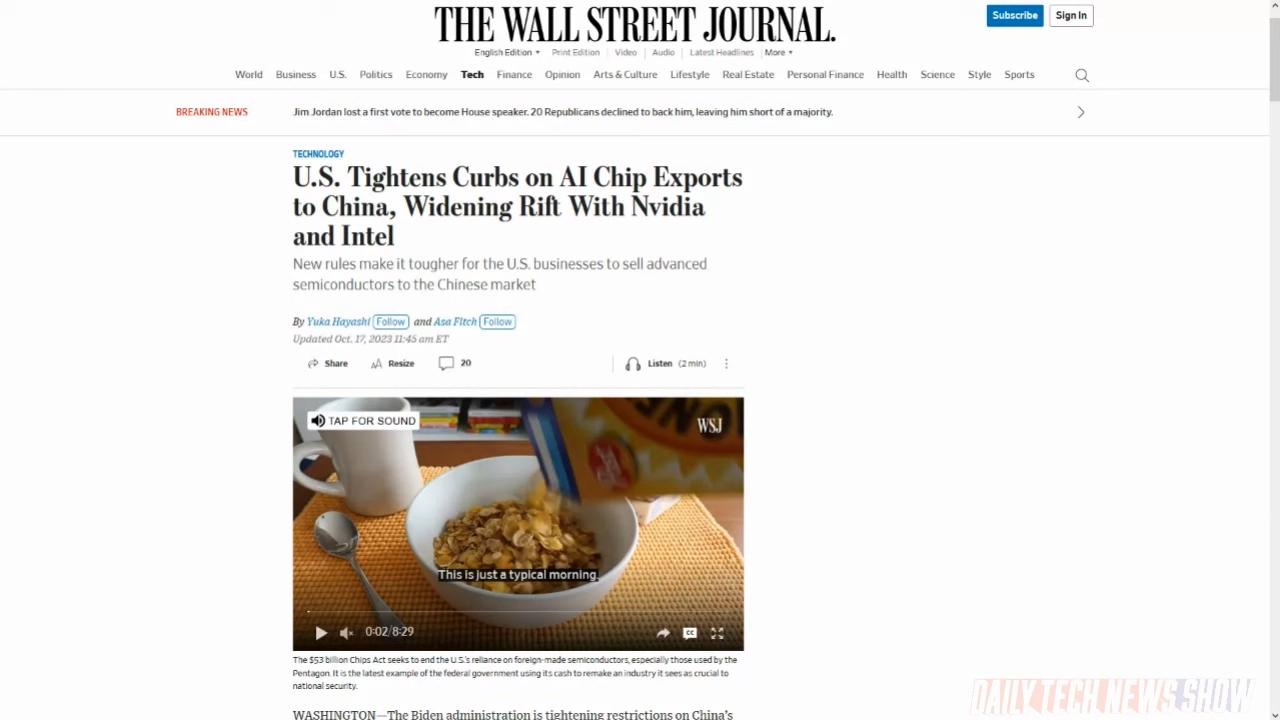 THE WALL STREET JOURNAL.
Subscribe Sign In
English Edition Print Edition Video Audio Latest Headlines More
World Business U.S. Politics Economy Tech Finance Opinion Arts & Culture Lifestyle Real Estate Personal Finance Health Science Style Sports
BREAKING NEWS Jim Jordan lost a first vote to become House speaker. 20 Republicans declined to back him, leaving him short of a majority.
TECHNOLOGY
U.S. Tightens Curbs on AI Chip Exports
to China, Widening Rift With Nvidia
and Intel
New rules make it tougher for the U.S. businesses to sell advanced
semiconductors to the Chinese market
By Yuka Hayashi Follow and Asa Fitch Follow
Updated Oct. 17, 2023 11:45 am ET
Share Resize 20 Listen (2 min)
TAP FOR SOUND
WSJ
This is just a typical morning.
0:02/8:29
CC
The $53 billion Chips Act seeks to end the U.S.'s reliance on foreign-made semiconductors, especially those used by the
Pentagon. It is the latest example of the federal government using its cash to remake an industry it sees as crucial to
national security.
WASHINGTON—The Biden administration is tightening restrictions on China's
DAILY TECH NEWS SHOW